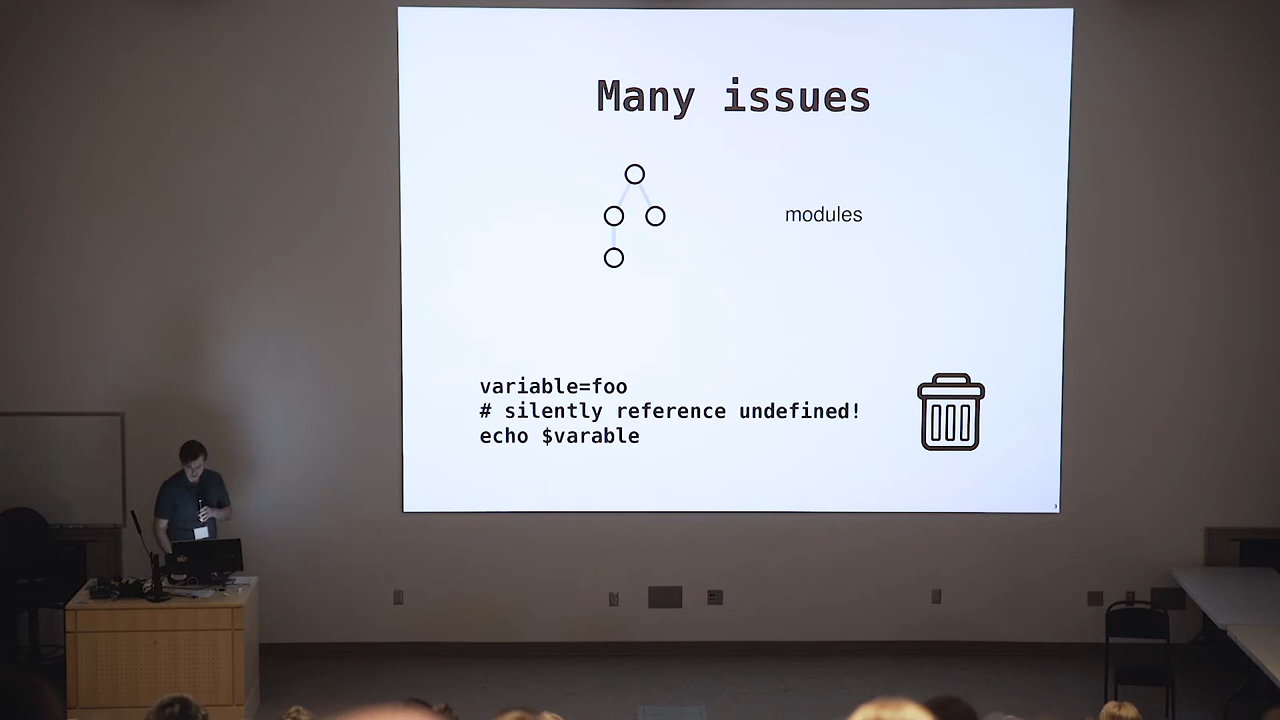 Many issues
modules
variable=foo
# silently reference undefined!
echo $varable